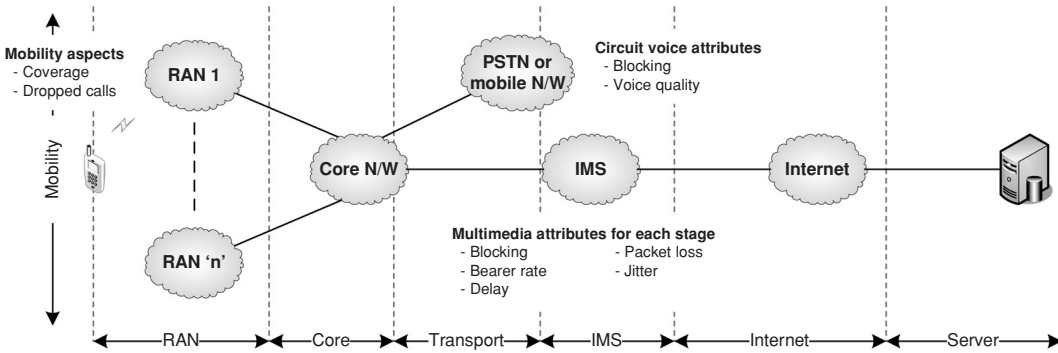 Mobility aspects
- Coverage
- Dropped calls
Mobility
RAN 1
RAN ‘n’
Core N/W
PSTN or
mobile N/W
Circuit voice attributes
- Blocking
- Voice quality
IMS
Internet
Multimedia attributes for each stage
- Blocking
- Bearer rate
- Delay
- Packet loss
- Jitter
RAN
Core
Transport
IMS
Internet
Server